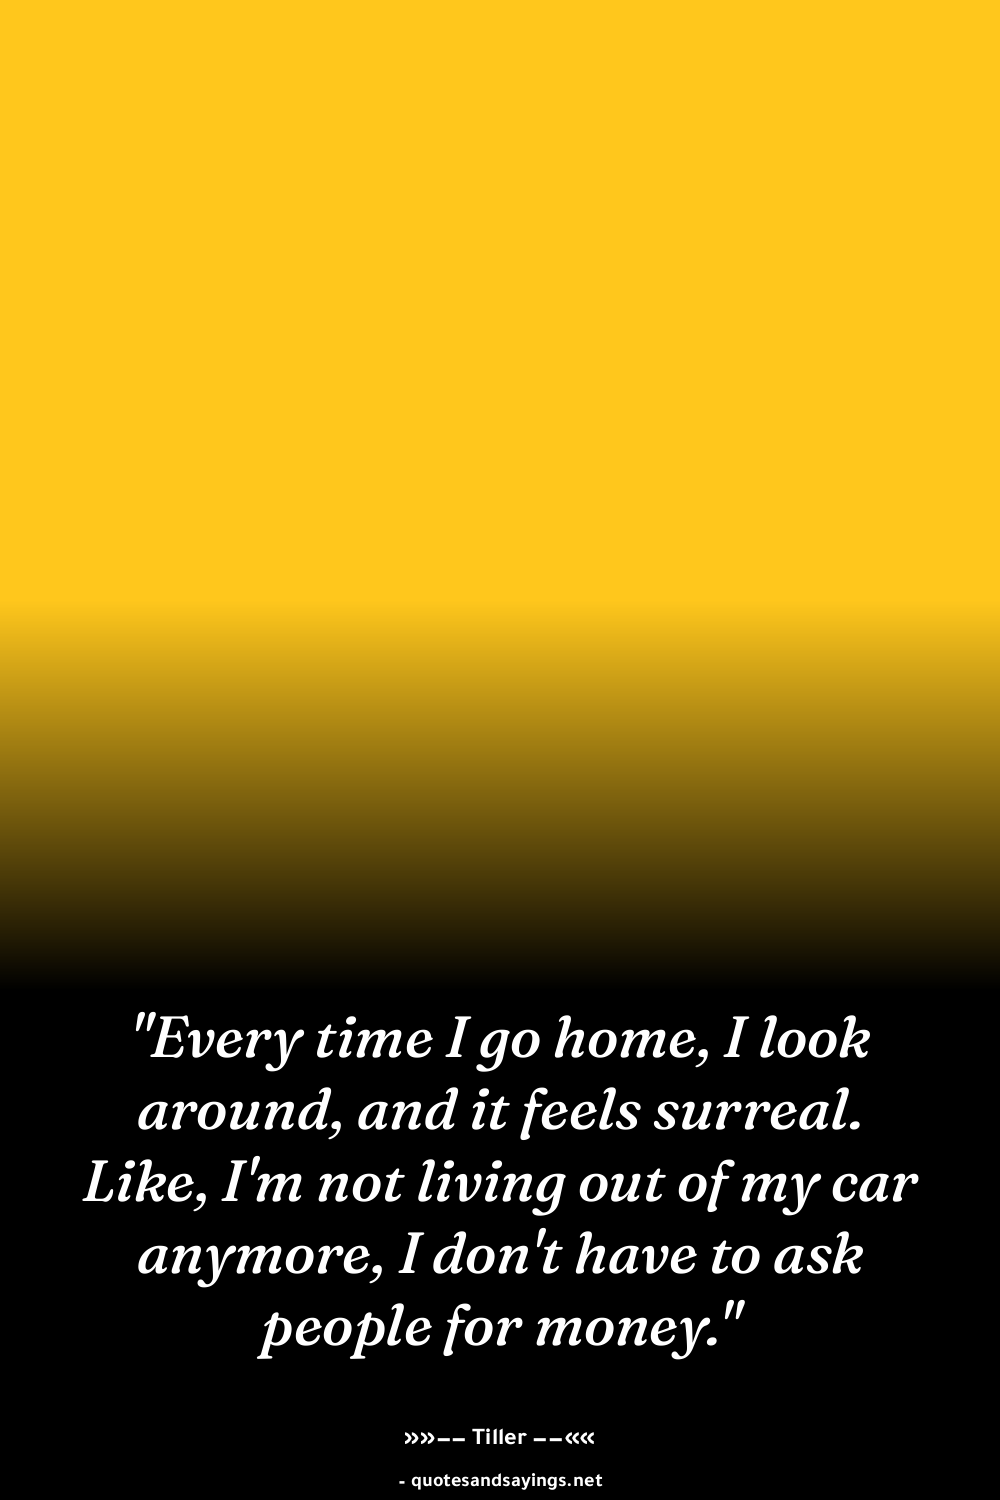 "Every time I go home, I look
around, and it feels surreal.
Like, I'm not living out of my car
anymore, I don't have to ask
people for money."
»»−− Tiller −−««
- quotesandsayings.net